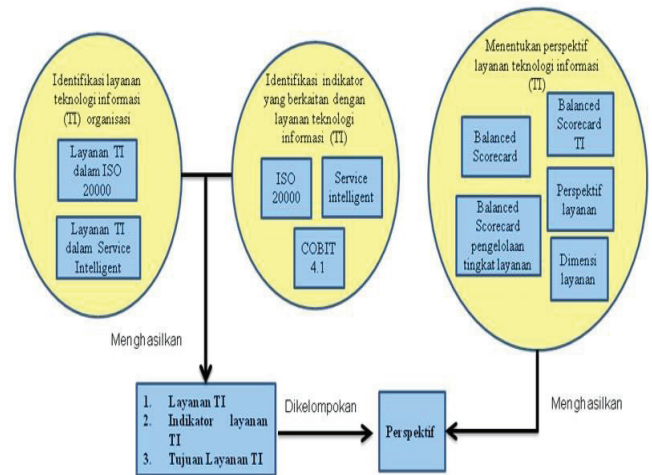 Identifikasi layanan
teknologi informasi
(TI) organisasi
Layanan TI
dalam ISO
20000
Layanan TI
dalam Service
Intelligent
Identifikasi indikator
yang berkaitan dengan
layanan teknologi
informasi (TI)
ISO
20000
Service
intelligent
COBIT
4.1
Menentukan perspektif
layanan teknologi informasi
(TI)
Balanced
Scorecard
Balanced
Scorecard
TI
Balanced
Scorecard
pengelolaan
tingkat layanan
Perspektif
layanan
Dimensi
layanan
Menghasilkan
1. Layanan TI
2. Indikator layanan
TI
3. Tujuan Layanan TI
Dikelompokan
Perspektif
Menghasilkan